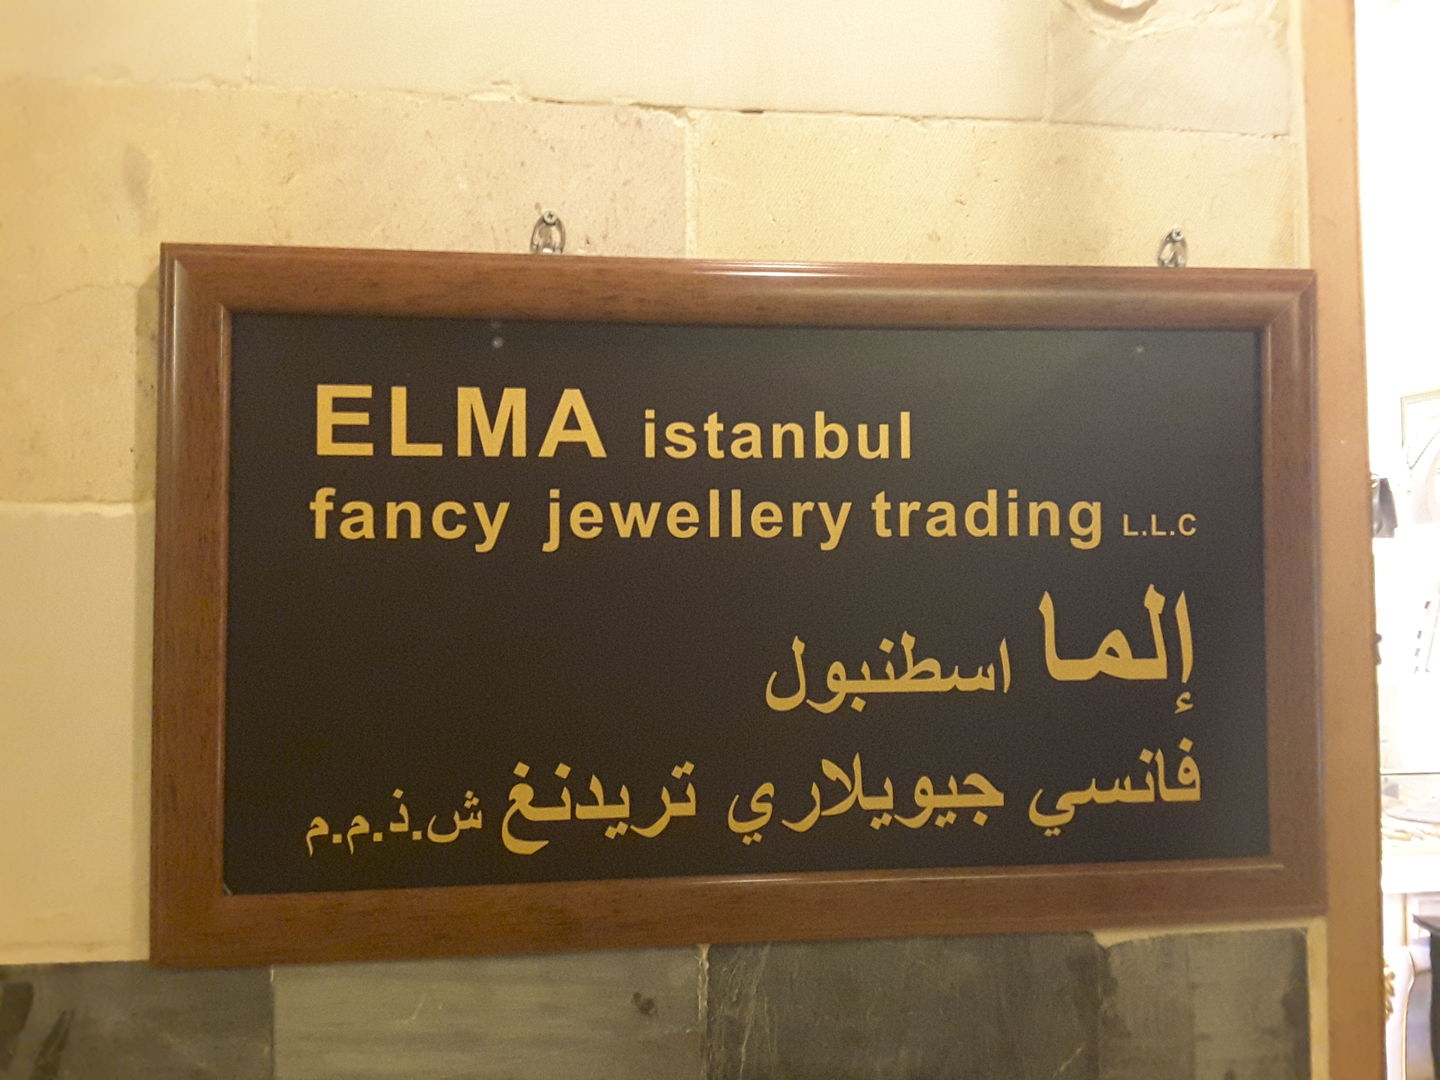 ELMA istanbul
fancy jewellery trading L.L.C
إلما اسطنبول
فانسي جيويلاري تريدنغ ش.ذ.م.م